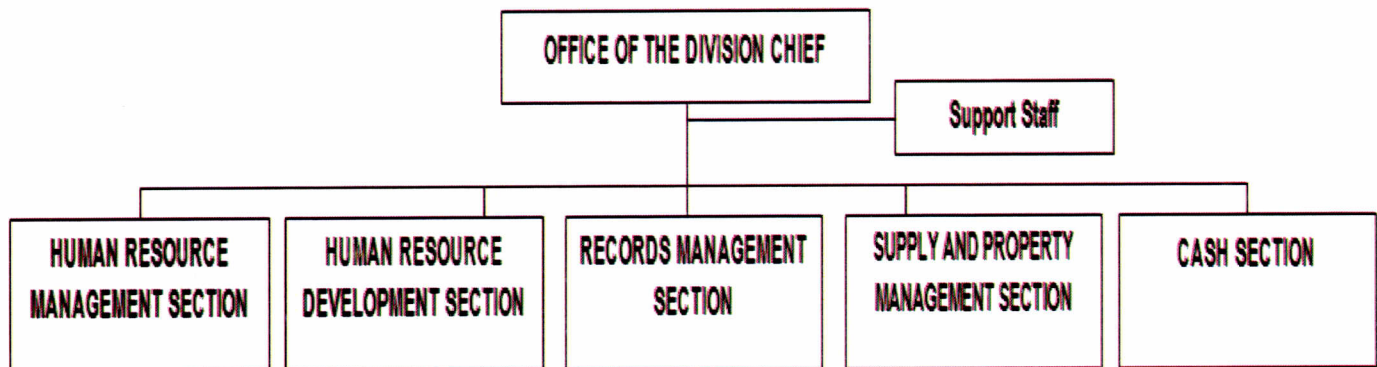 OFFICE OF THE DIVISION CHIEF
Support Staff
HUMAN RESOURCE
MANAGEMENT SECTION
HUMAN RESOURCE
DEVELOPMENT SECTION
RECORDS MANAGEMENT
SECTION
SUPPLY AND PROPERTY
MANAGEMENT SECTION
CASH SECTION